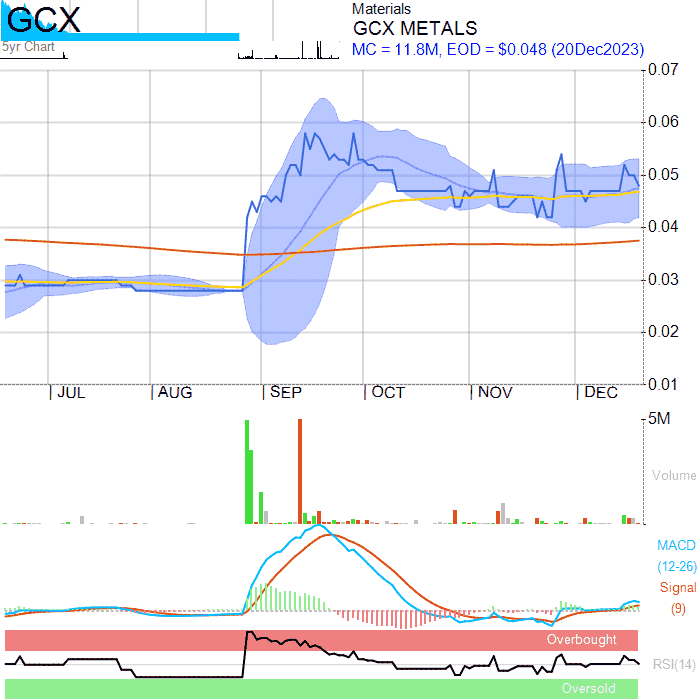 GCX
5yr Chart
Materials
GCX METALS
MC = 11.8M, EOD = $0.048 (20Dec2023)
0.07
0.06
0.05
0.04
0.03
0.02
0.01
JUL AUG SEP OCT NOV DEC
5M
Volume
MACD
(12-26)
Signal
(9)
Overbought
RSI(14)
Oversold